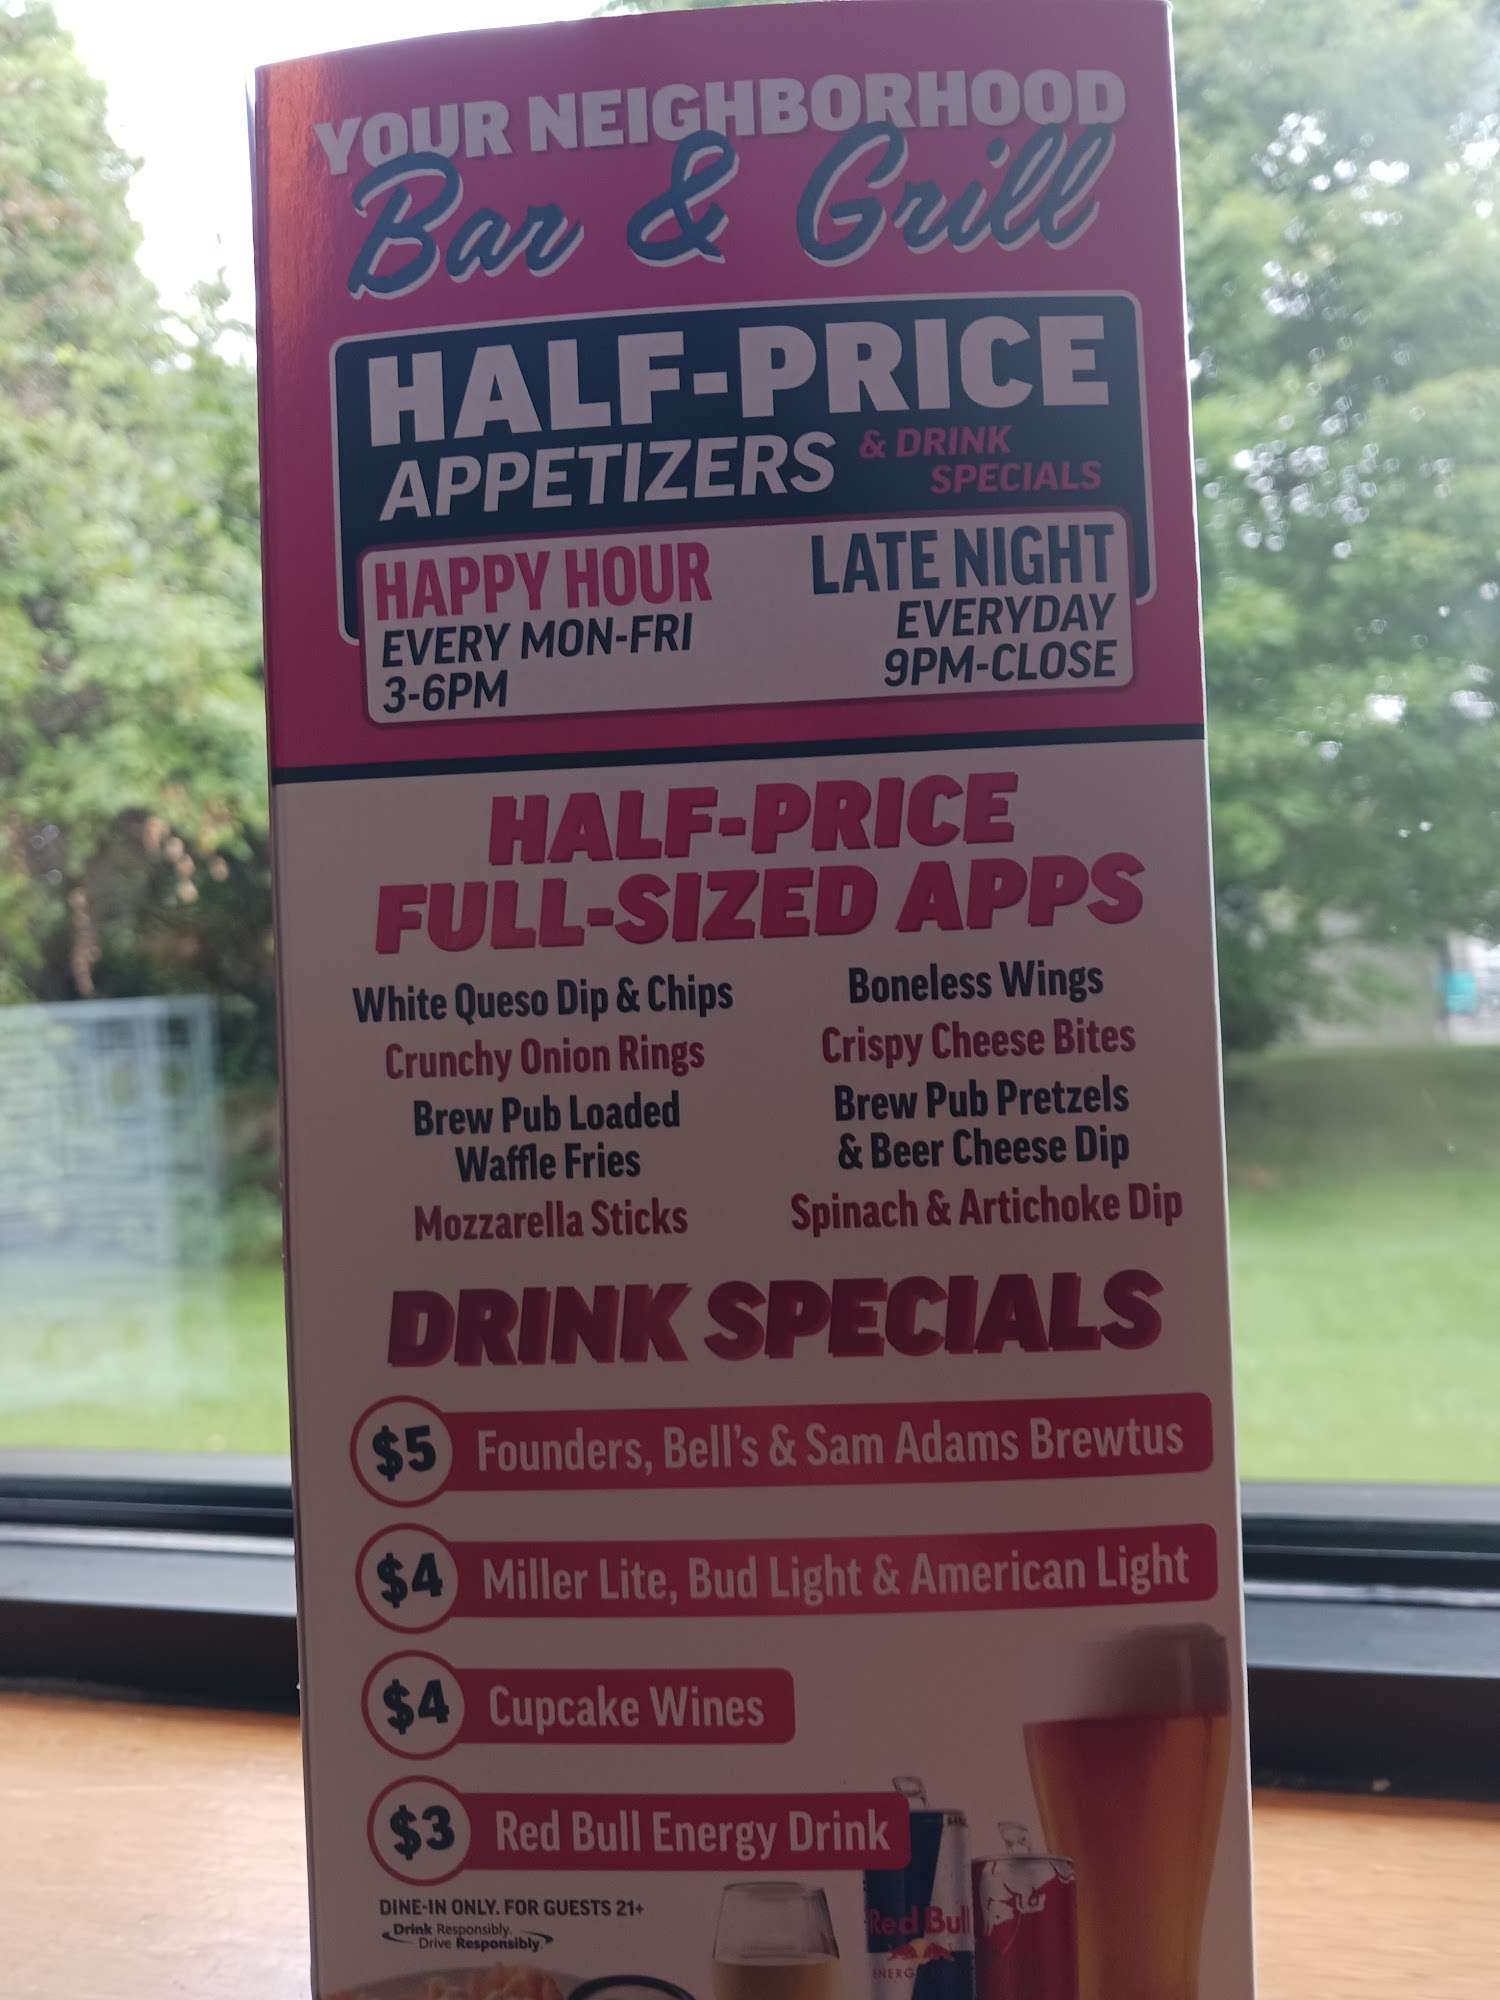 YOUR NEIGHBORHOOD
Bar & Grill
HALF-PRICE
APPETIZERS & DRINK SPECIALS
HAPPY HOUR
EVERY MON-FRI
3-6PM
LATE NIGHT
EVERYDAY
9PM-CLOSE
HALF-PRICE
FULL-SIZED APPS
White Queso Dip & Chips
Crunchy Onion Rings
Brew Pub Loaded
Waffle Fries
Mozzarella Sticks
Boneless Wings
Crispy Cheese Bites
Brew Pub Pretzels
& Beer Cheese Dip
Spinach & Artichoke Dip
DRINK SPECIALS
$5 Founders, Bell's & Sam Adams Brewtus
$4 Miller Lite, Bud Light & American Light
$4 Cupcake Wines
$3 Red Bull Energy Drink
DINE-IN ONLY. FOR GUESTS 21+
Drink Responsibly.
Drive Responsibly.
Red Bull